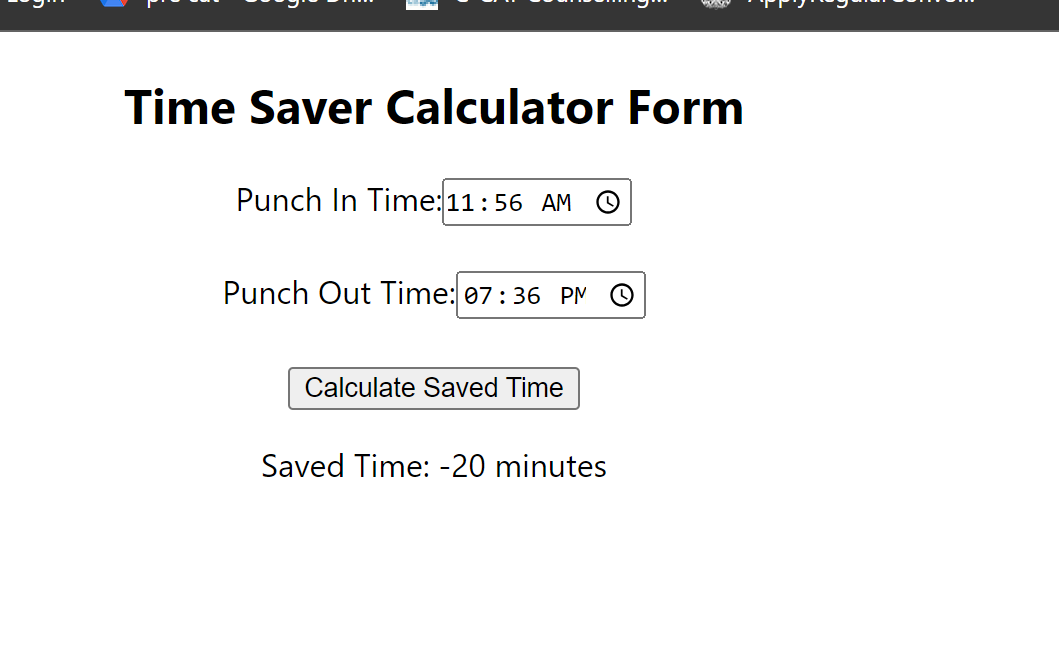 Time Saver Calculator Form
Punch In Time: 11:56 AM
Punch Out Time: 07:36 PM
Calculate Saved Time
Saved Time: -20 minutes